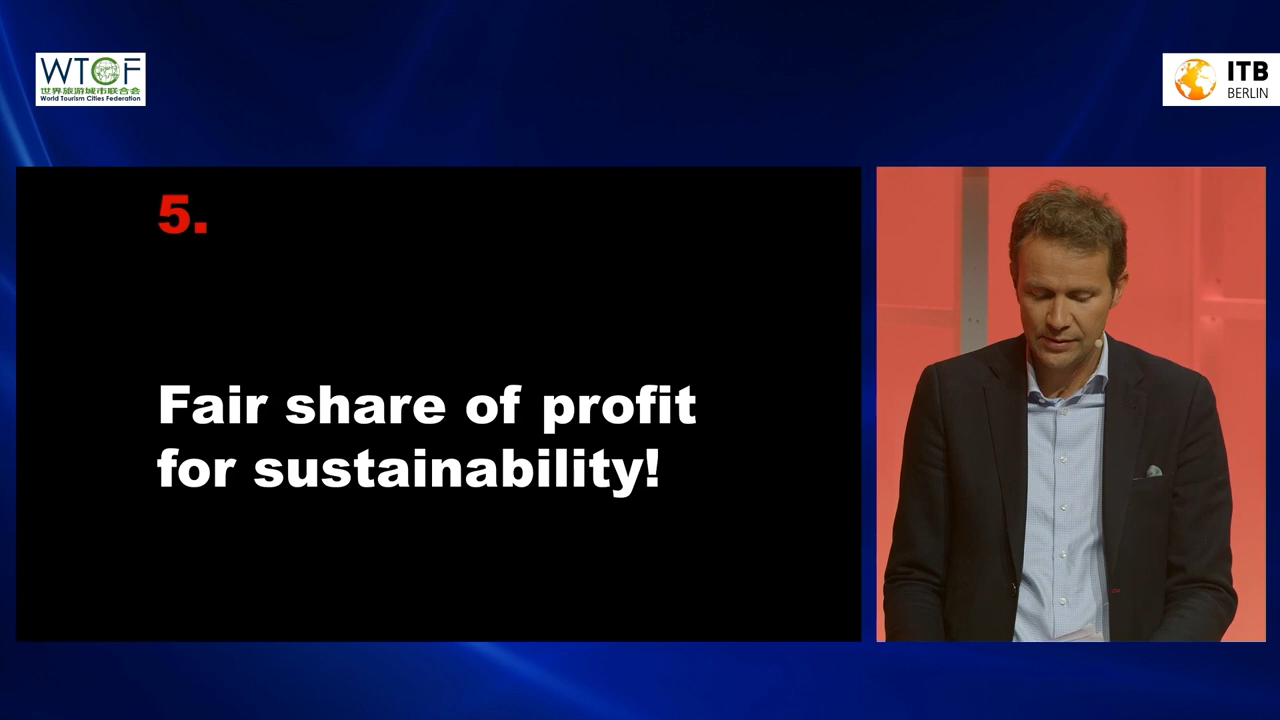 WTCF
世界旅游城市联合会
World Tourism Cities Federation
ITB
BERLIN
5.
Fair share of profit
for sustainability!